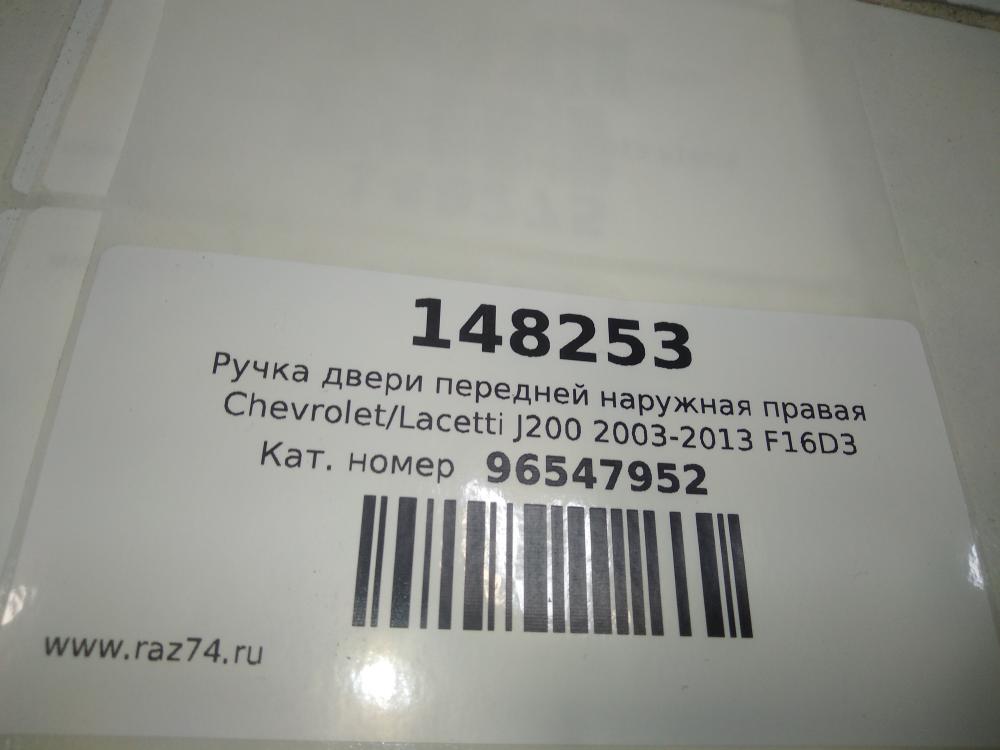 148253
Ручка двери передней наружная правая
Chevrolet/Lacetti J200 2003-2013 F16D3
Кат. номер 96547952
www.raz74.ru